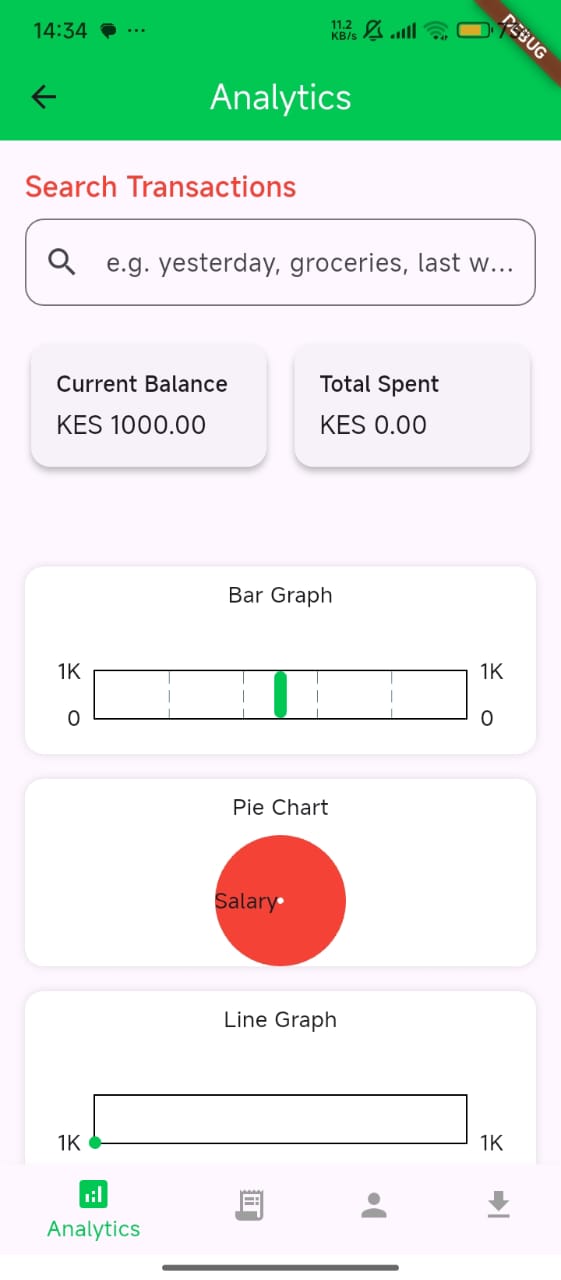 14:34 ...
11.2
KB/s
DEBUG
Analytics
Search Transactions
e.g. yesterday, groceries, last w...
Current Balance
KES 1000.00
Total Spent
KES 0.00
Bar Graph
1K 1K
0 0
Pie Chart
Salary
Line Graph
1K 1K
Analytics